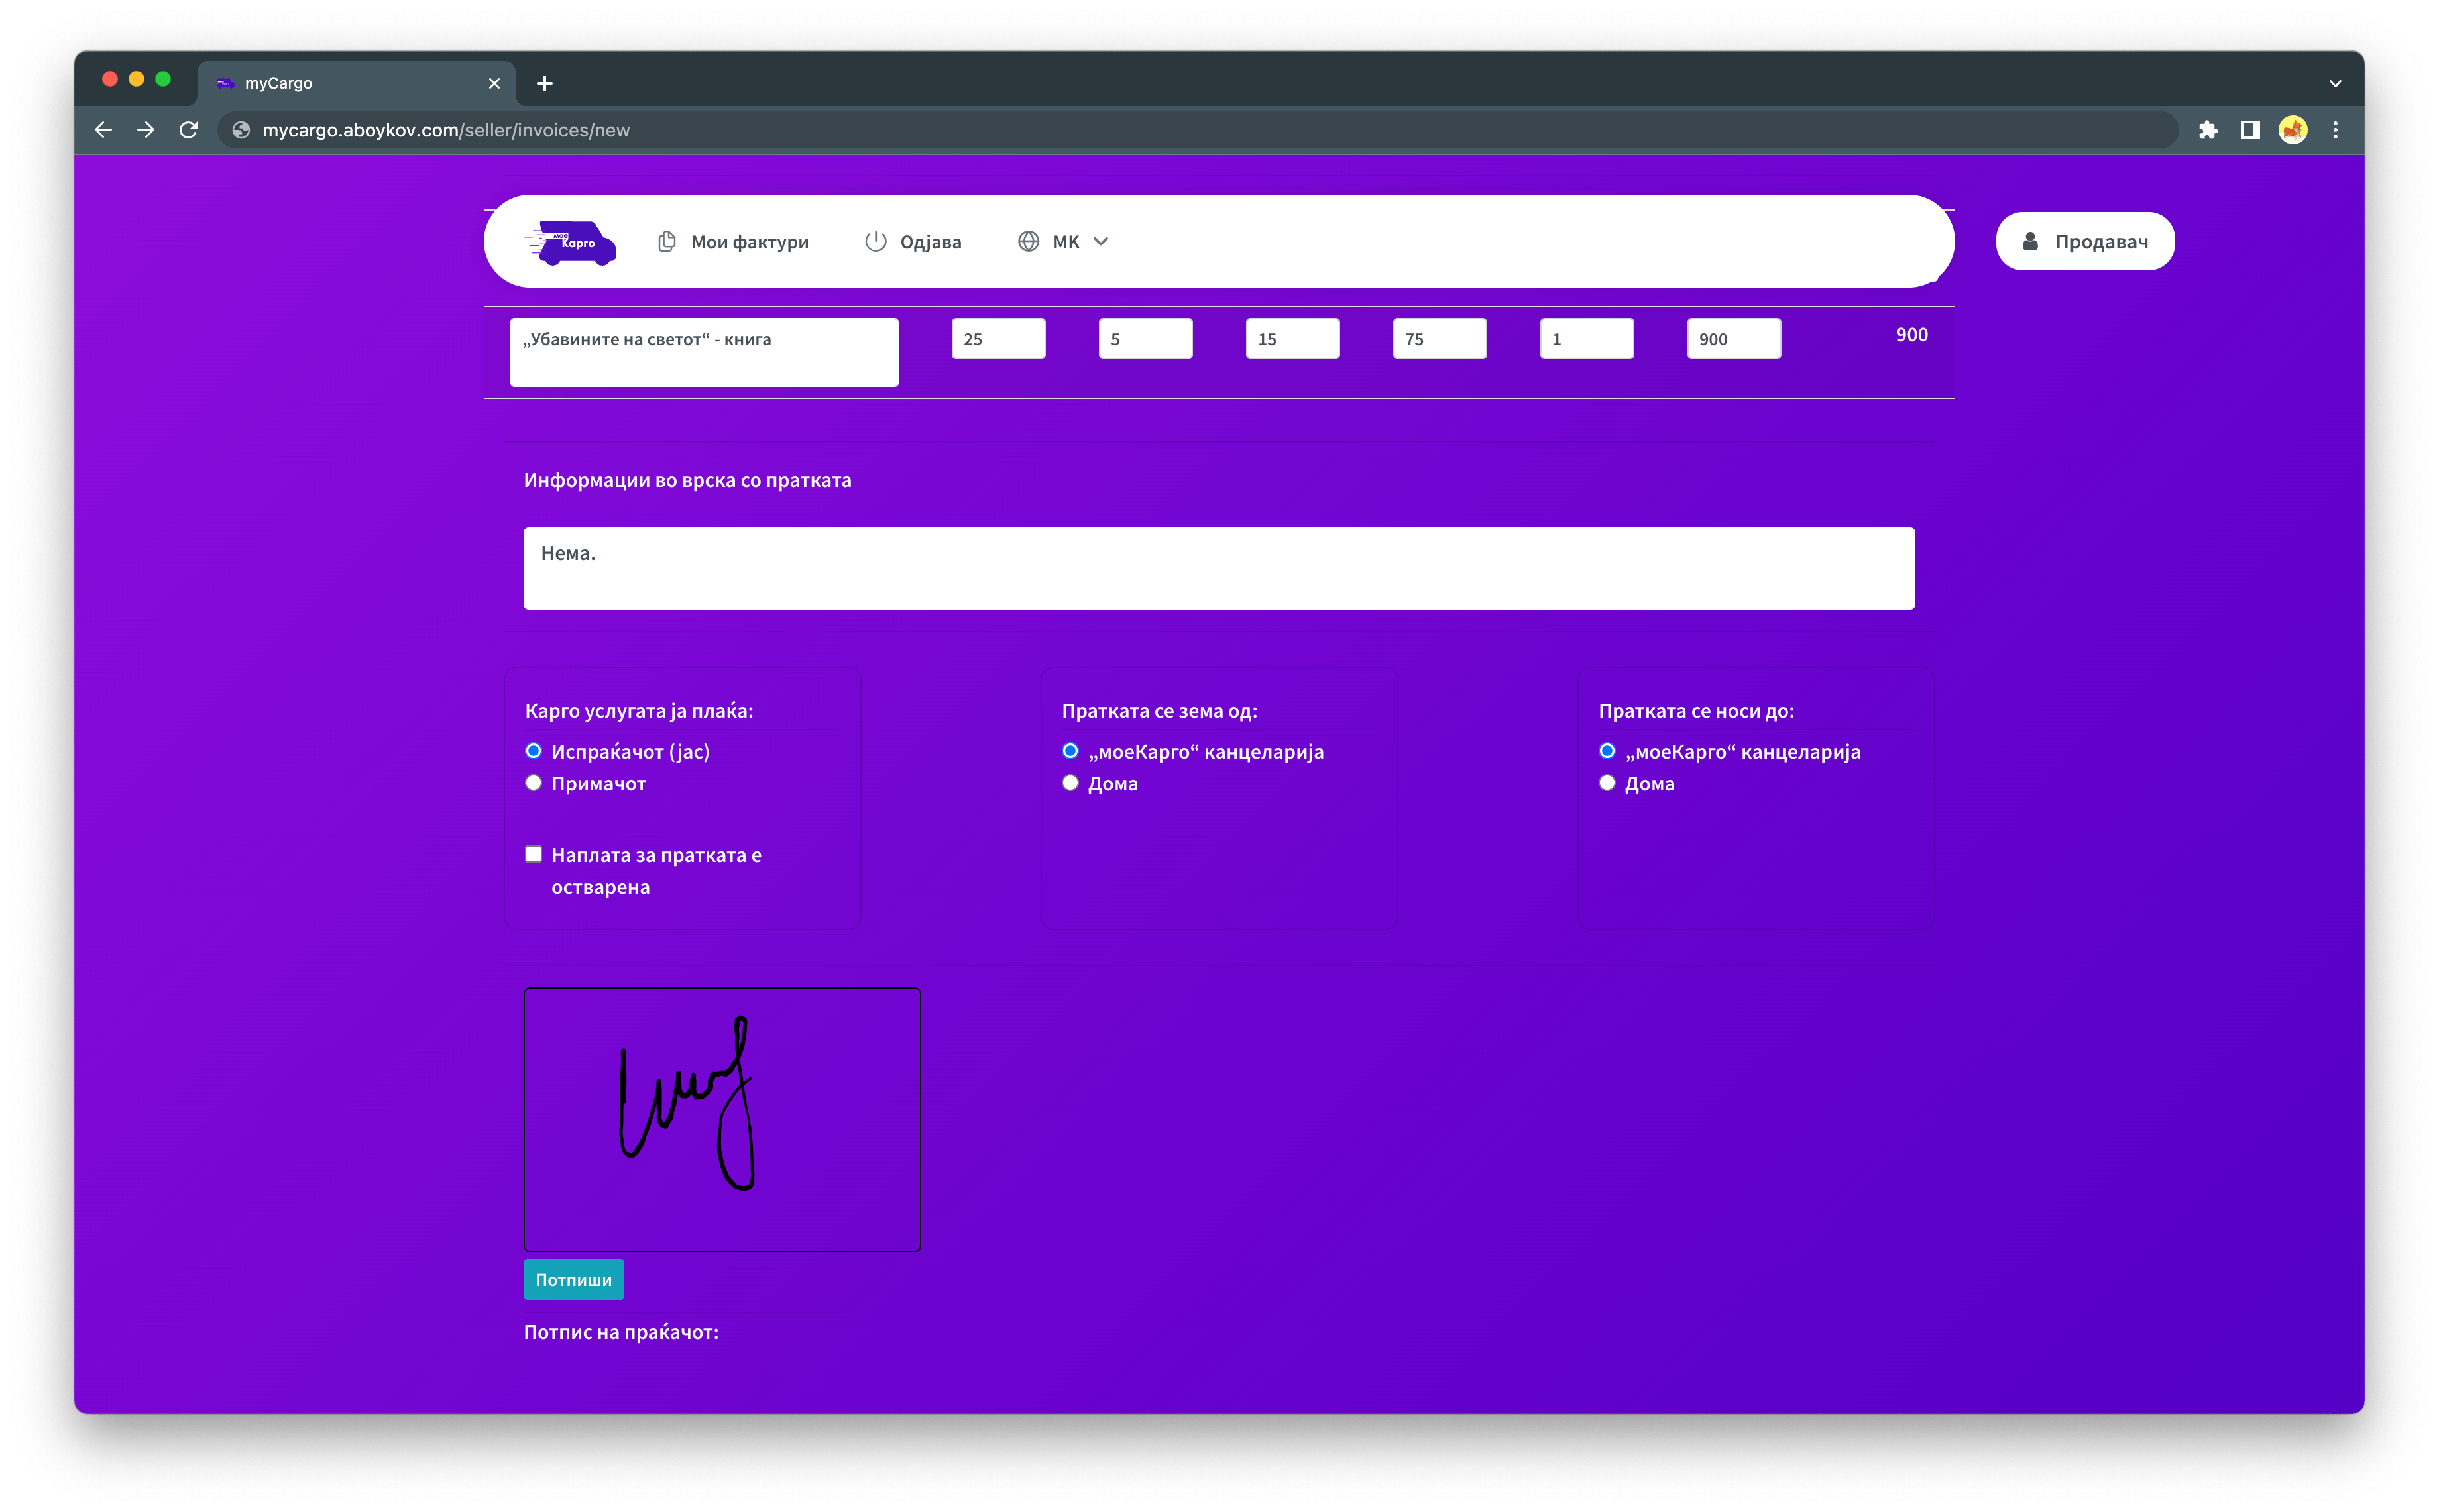 myCargo
mycargo.aboykov.com/seller/invoices/new
мое
Карго
Мои фактури
Одјава
МК
Продавач
„Убавините на светот“ - книга 25 5 15 75 1 900 900
Информации во врска со пратката
Нема.
Карго услугата ја плаќа:
Испраќачот (јас)
Примачот
Наплата за пратката е
остварена
Пратката се зема од:
„моеКарго“ канцеларија
Дома
Пратката се носи до:
„моеКарго“ канцеларија
Дома
Потпиши
Потпис на праќачот: